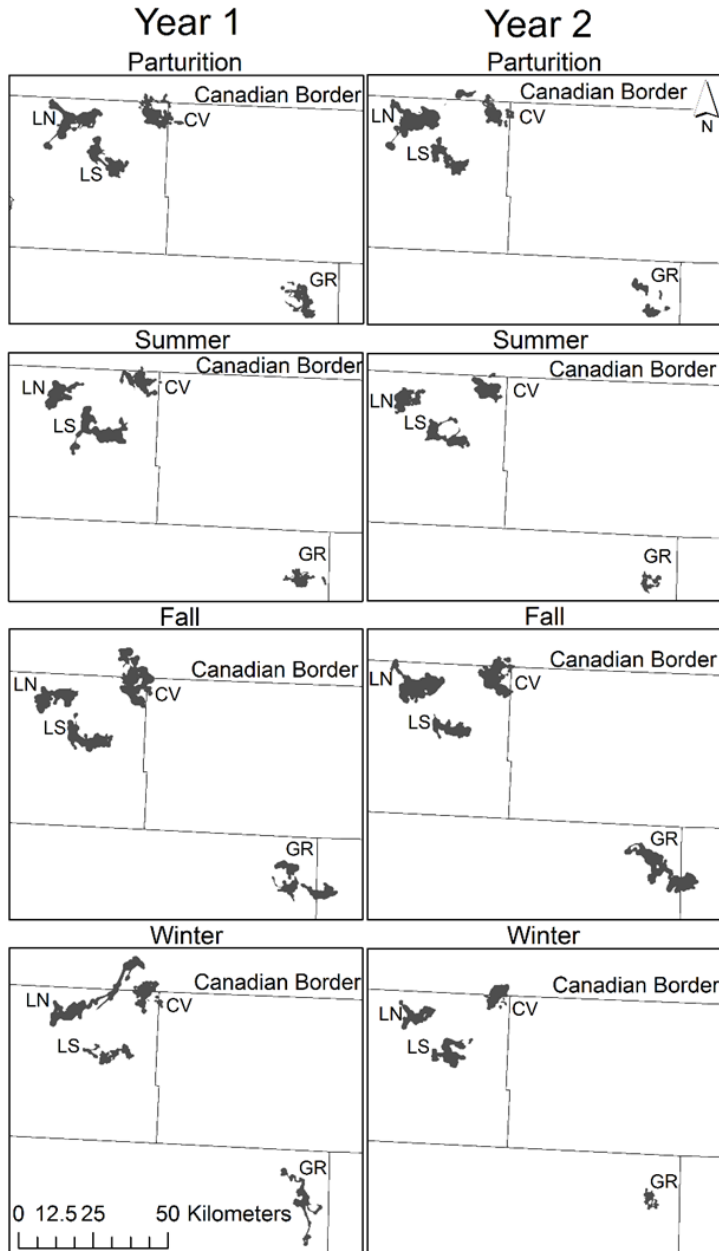 Year 1
Year 2
Parturition
Parturition
Canadian Border
LN
CV
LS
GR
Canadian Border
N
LN
CV
LS
GR
Summer
Summer
Canadian Border
LN
CV
LS
GR
Canadian Border
LN
CV
LS
GR
Fall
Fall
Canadian Border
LN
CV
LS
GR
Canadian Border
LN
CV
LS
GR
Winter
Winter
Canadian Border
LN
CV
LS
GR
0 12.5 25 50 Kilometers
Canadian Border
LN
CV
LS
GR